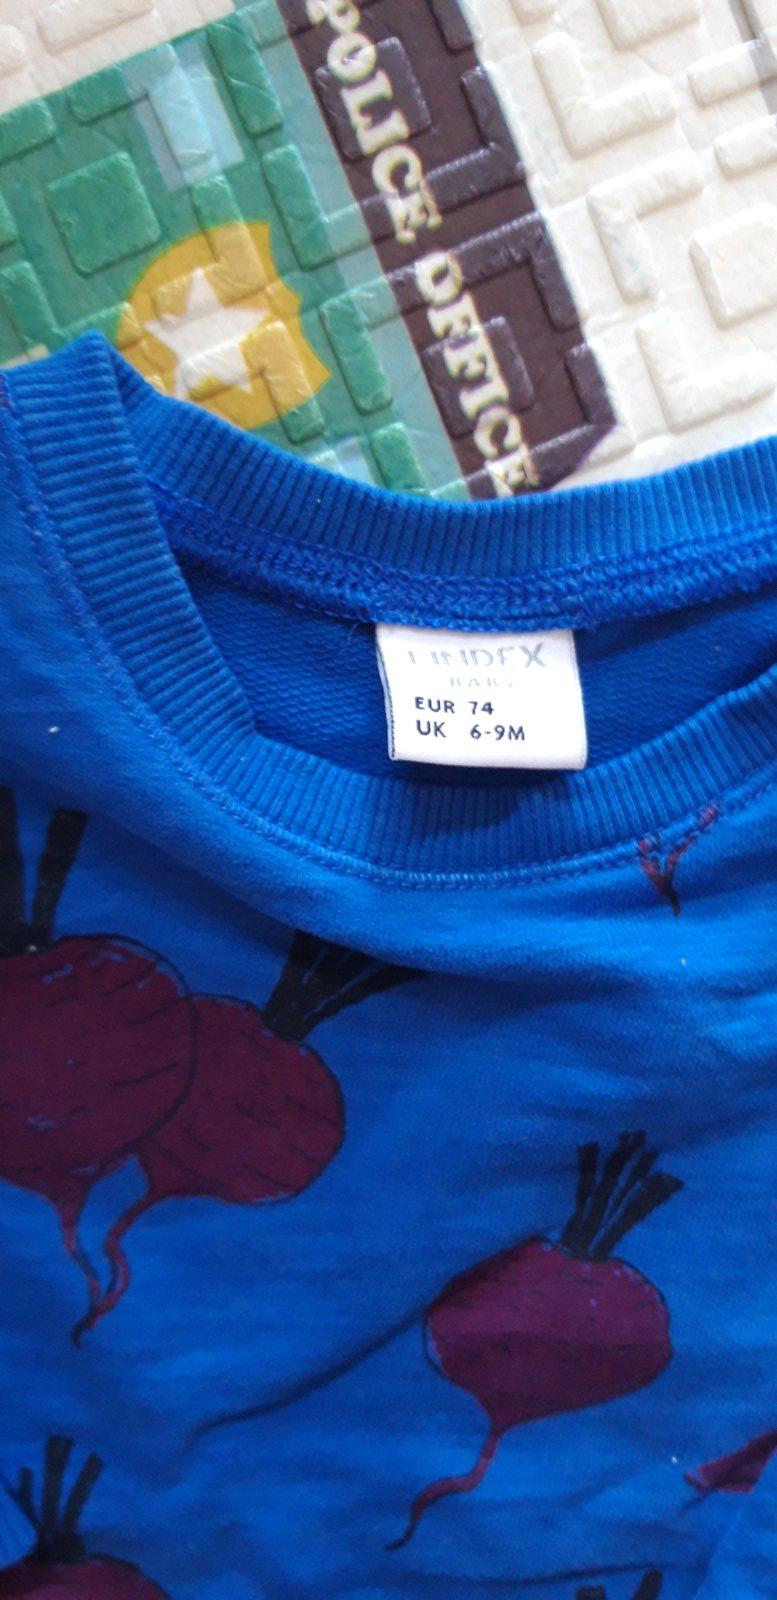 POLICE OFFICE
LINDEX
BABY
EUR 74
UK 6-9M